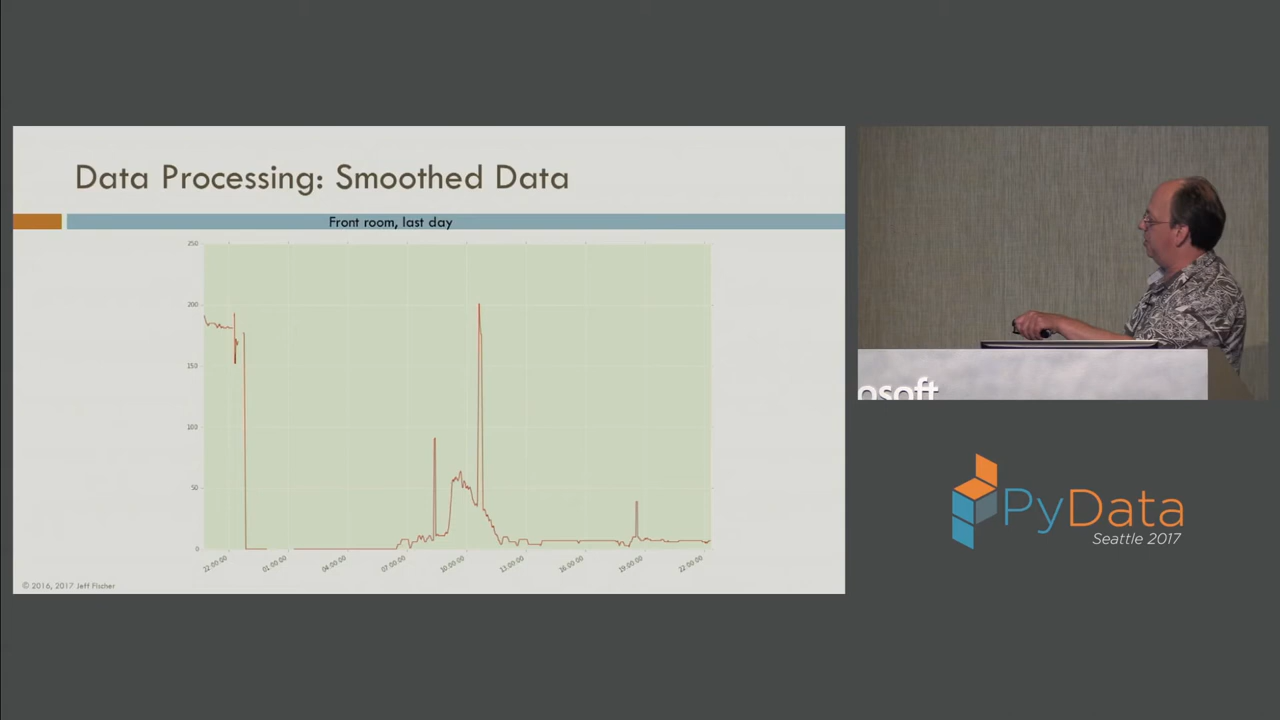 Data Processing: Smoothed Data
Front room, last day
250
200
150
100
50
0
22:00:00
01:00:00
04:00:00
07:00:00
10:00:00
13:00:00
16:00:00
19:00:00
22:00:00
© 2016, 2017 Jeff Fischer
osoft
PyData
Seattle 2017